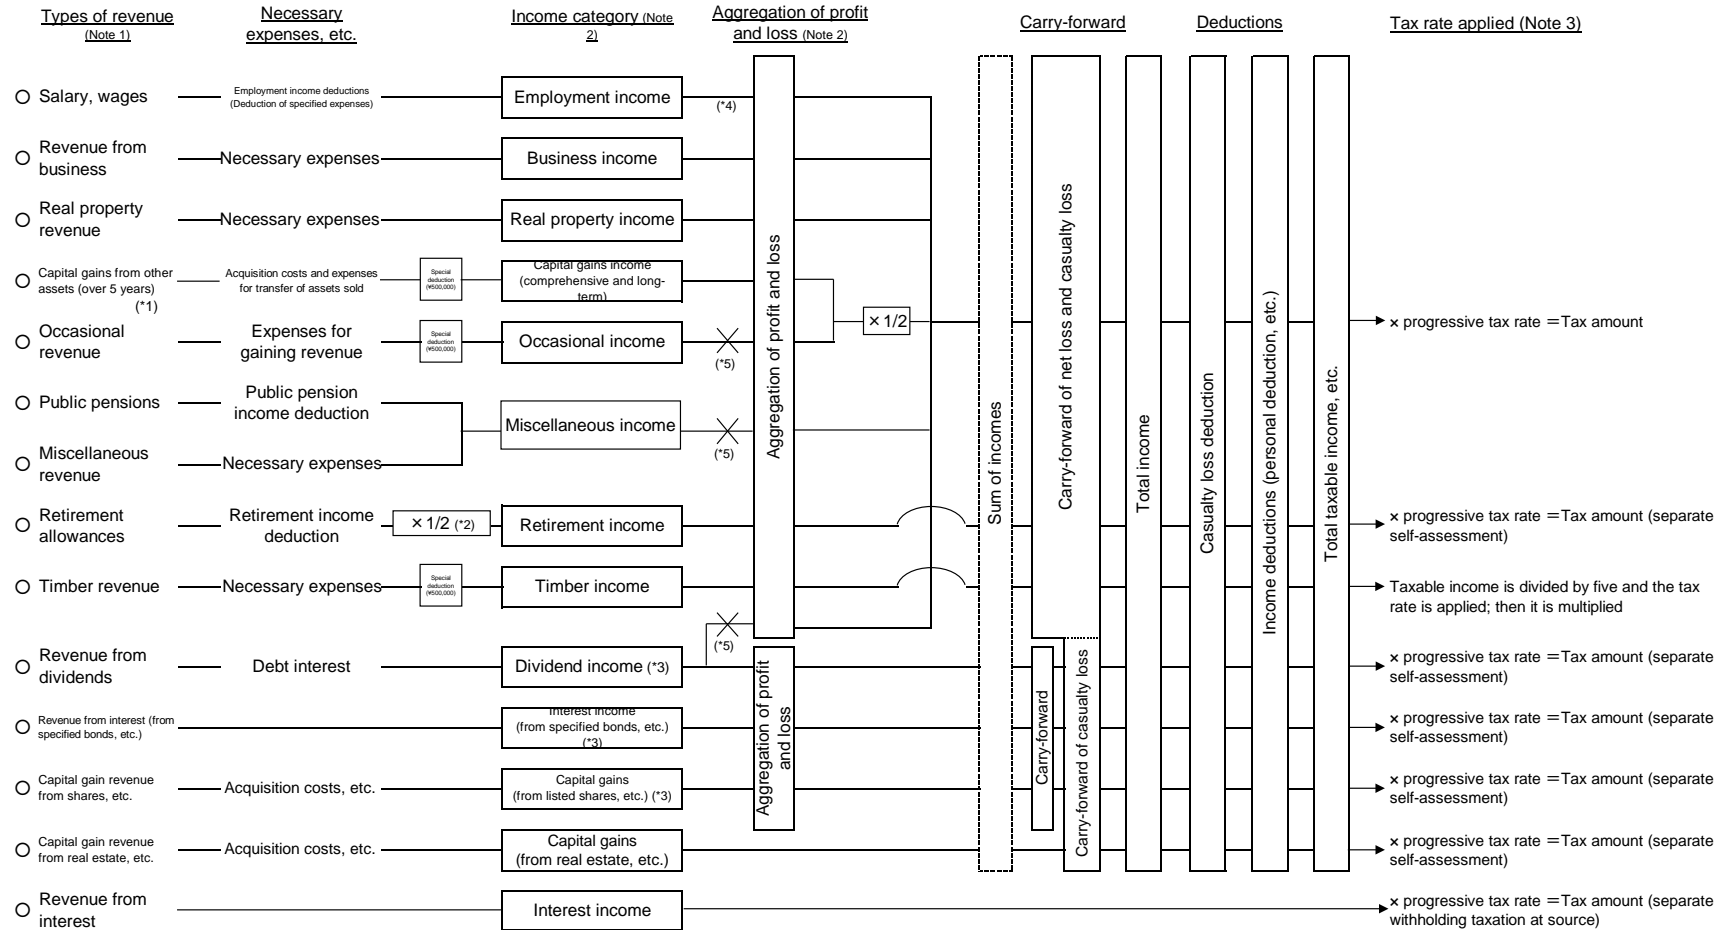 Types of revenue
(Note 1)
Necessary
expenses, etc.
Income category (Note
2)
Aggregation of profit
and loss (Note 2)
Carry-forward
Deductions
Tax rate applied (Note 3)
Salary, wages
Employment income deductions
(Deduction of specified expenses)
Employment income
(*4)
Revenue from
business
Necessary expenses
Business income
Real property
revenue
Necessary expenses
Real property income
Capital gains from other
assets (over 5 years)
(*1)
Acquisition costs and expenses
for transfer of assets sold
Special
deduction
(¥500,000)
Capital gains income
(comprehensive and long-
term)
Occasional
revenue
Expenses for
gaining revenue
Special
deduction
(¥500,000)
Occasional income
(*5)
×1/2
× progressive tax rate =Tax amount
Public pensions
Public pension
income deduction
Miscellaneous income
(*5)
Miscellaneous
revenue
Necessary expenses
Retirement
allowances
Retirement income
deduction
×1/2 (*2)
Retirement income
× progressive tax rate =Tax amount (separate
self-assessment)
Timber revenue
Necessary expenses
Special
deduction
(¥500,000)
Timber income
Taxable income is divided by five and the tax
rate is applied; then it is multiplied
(*5)
Revenue from
dividends
Debt interest
Dividend income (*3)
× progressive tax rate =Tax amount (separate
self-assessment)
Revenue from interest (from
specified bonds, etc.)
Interest income
(from specified bonds, etc.)
(*3)
× progressive tax rate =Tax amount (separate
self-assessment)
Capital gain revenue
from shares, etc.
Acquisition costs, etc.
Capital gains
(from listed shares, etc.) (*3)
× progressive tax rate =Tax amount (separate
self-assessment)
Capital gain revenue
from real estate, etc.
Acquisition costs, etc.
Capital gains
(from real estate, etc.)
× progressive tax rate =Tax amount (separate
self-assessment)
Revenue from
interest
Interest income
× progressive tax rate =Tax amount (separate
withholding taxation at source)
Aggregation of profit and loss
Aggregation of profit
and loss
Sum of incomes
Carry-forward of net loss and casualty loss
Carry-forward
Carry-forward of casualty loss
Total income
Casualty loss deduction
Income deductions (personal deduction, etc.)
Total taxable income, etc.